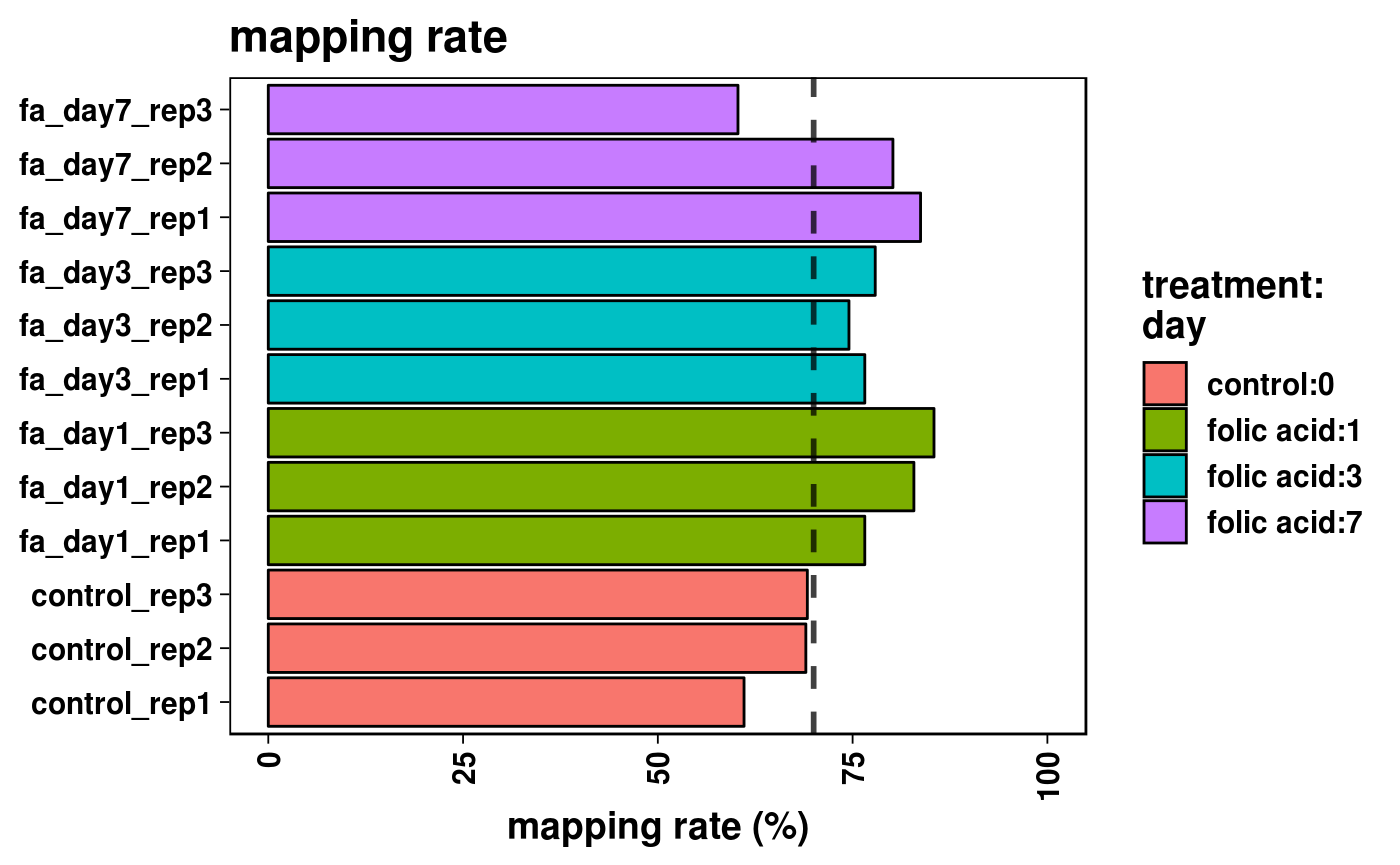 mapping rate
fa_day7_rep3
fa_day7_rep2
fa_day7_rep1
fa_day3_rep3
fa_day3_rep2
fa_day3_rep1
fa_day1_rep3
fa_day1_rep2
fa_day1_rep1
control_rep3
control_rep2
control_rep1
0
25
50
75
100
mapping rate (%)
treatment:
day
control:0
folic acid:1
folic acid:3
folic acid:7